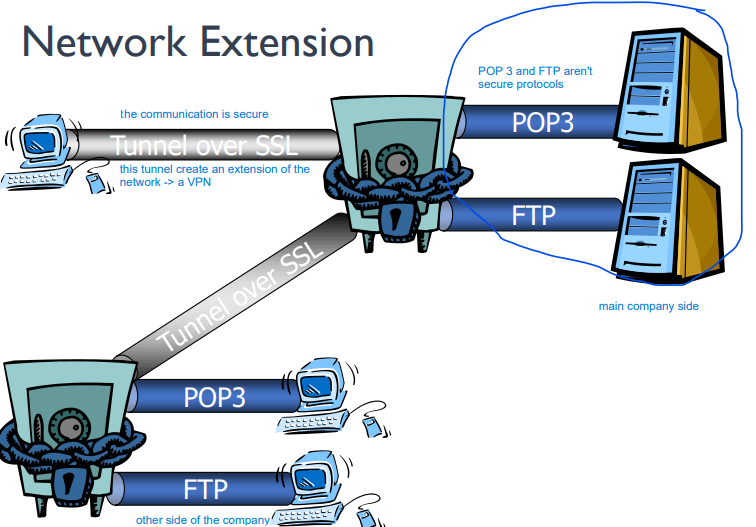 Network Extension
POP 3 and FTP aren't
secure protocols
the communication is secure
Tunnel over SSL
POP3
this tunnel create an extension of the
network -> a VPN
FTP
Tunnel over SSL
main company side
POP3
FTP
other side of the company